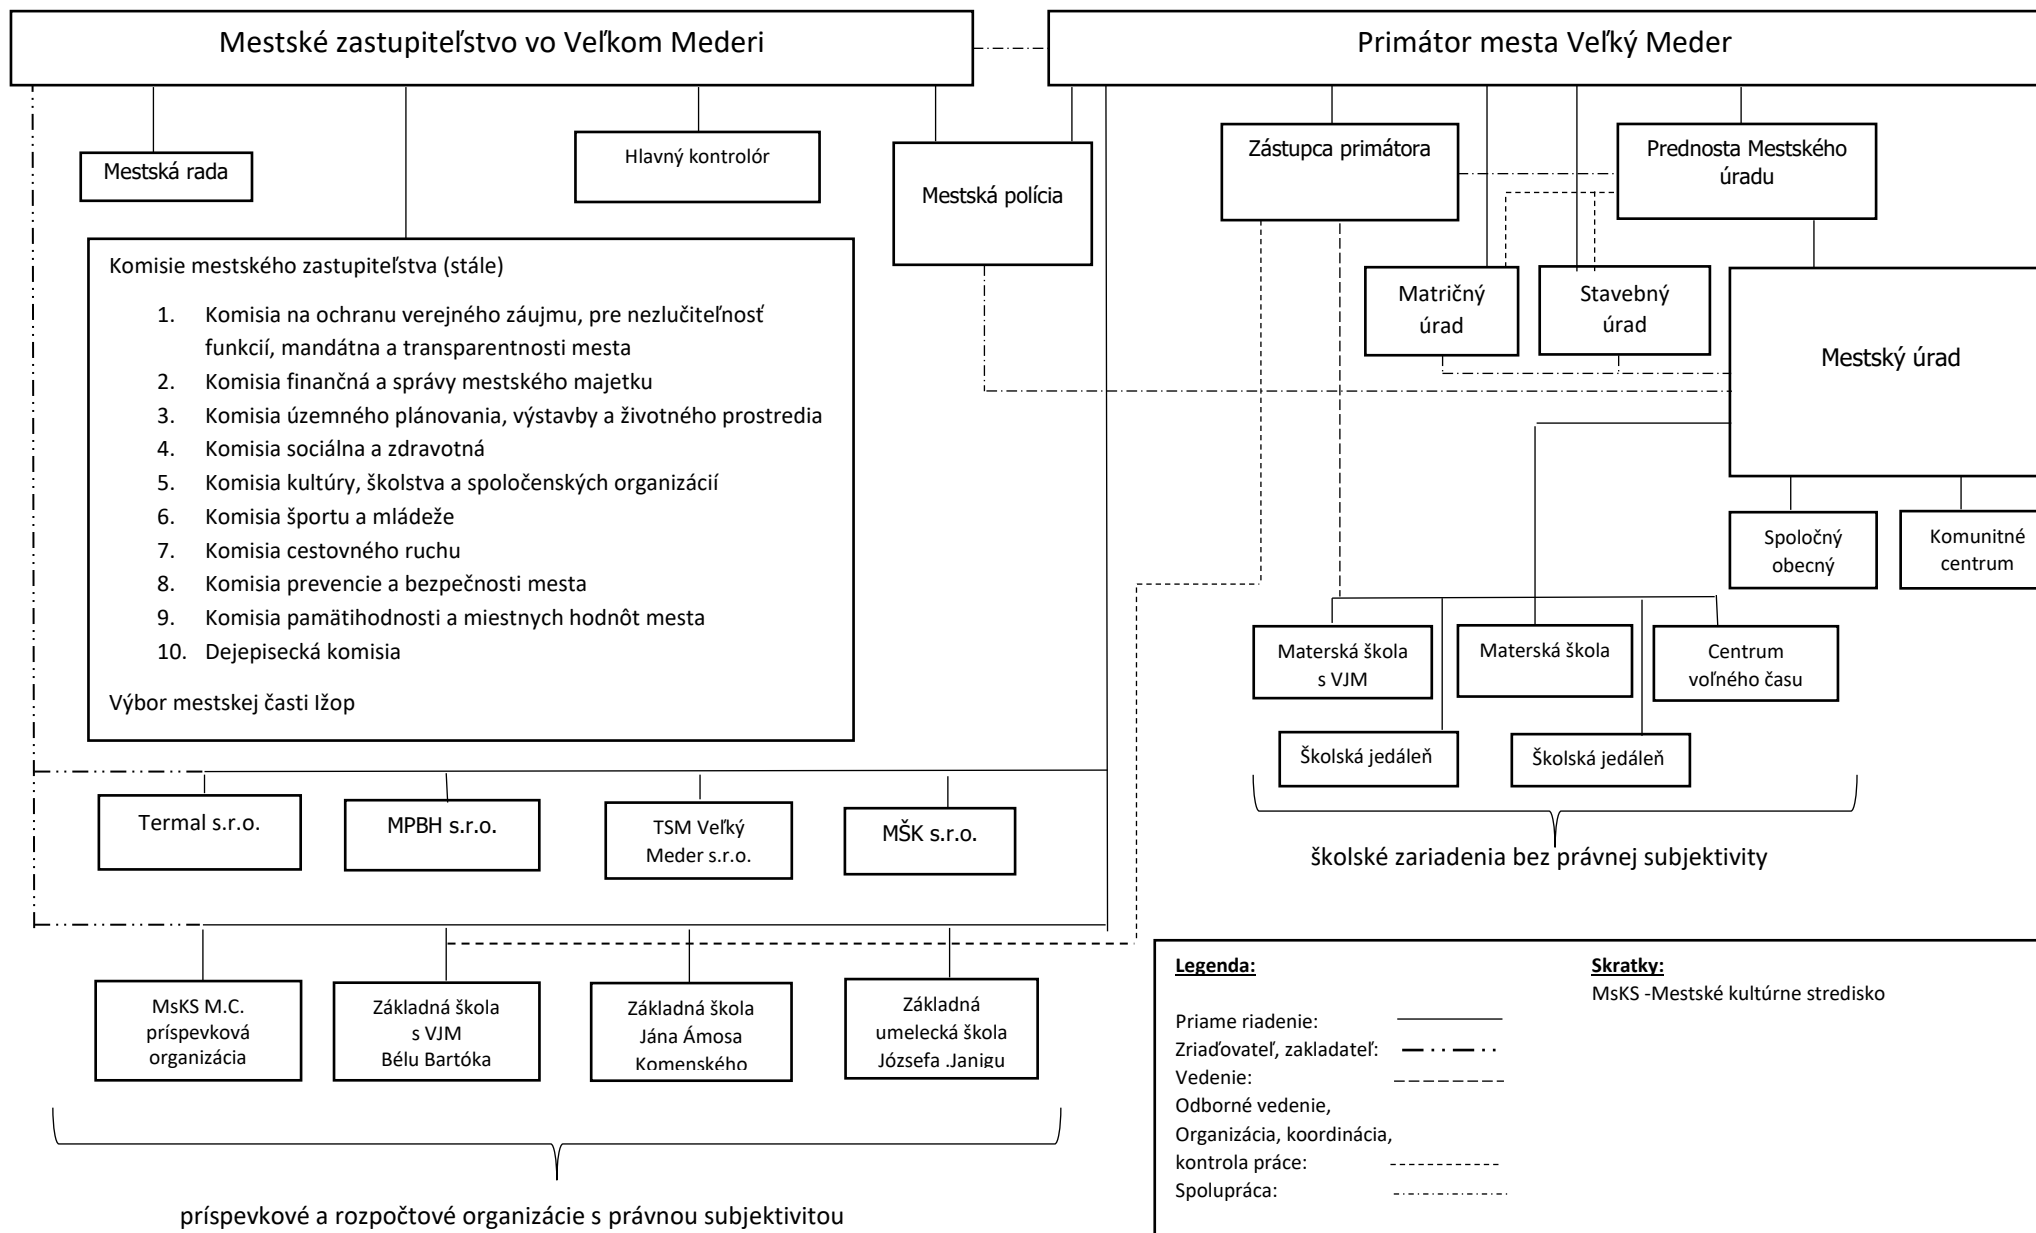 Mestské zastupiteľstvo vo Veľkom Mederi
Primátor mesta Veľký Meder
Mestská rada
Hlavný kontrolór
Mestská polícia
Zástupca primátora
Prednosta Mestského
úradu
Komisie mestského zastupiteľstva (stále)
1. Komisia na ochranu verejného záujmu, pre nezlučiteľnosť
funkcií, mandátna a transparentnosti mesta
2. Komisia finančná a správy mestského majetku
3. Komisia územného plánovania, výstavby a životného prostredia
4. Komisia sociálna a zdravotná
5. Komisia kultúry, školstva a spoločenských organizácií
6. Komisia športu a mládeže
7. Komisia cestovného ruchu
8. Komisia prevencie a bezpečnosti mesta
9. Komisia pamätihodnosti a miestnych hodnôt mesta
10. Dejepisecká komisia
Výbor mestskej časti Ižop
Matričný
úrad
Stavebný
úrad
Mestský úrad
Spoločný
obecný
Komunitné
centrum
Materská škola
s VJM
Materská škola
Centrum
voľného času
Školská jedáleň
Školská jedáleň
školské zariadenia bez právnej subjektivity
Termal s.r.o.
MPBH s.r.o.
TSM Veľký
Meder s.r.o.
MŠK s.r.o.
MsKS M.C.
príspevková
organizácia
Základná škola
s VJM
Bélu Bartóka
Základná škola
Jána Ámosa
Komenského
Základná
umelecká škola
Józsefa .Janigu
príspevkové a rozpočtové organizácie s právnou subjektivitou
Legenda:
Priame riadenie:
Zriaďovateľ, zakladateľ:
Vedenie:
Odborné vedenie,
Organizácia, koordinácia,
kontrola práce:
Spolupráca:
Skratky:
MsKS -Mestské kultúrne stredisko